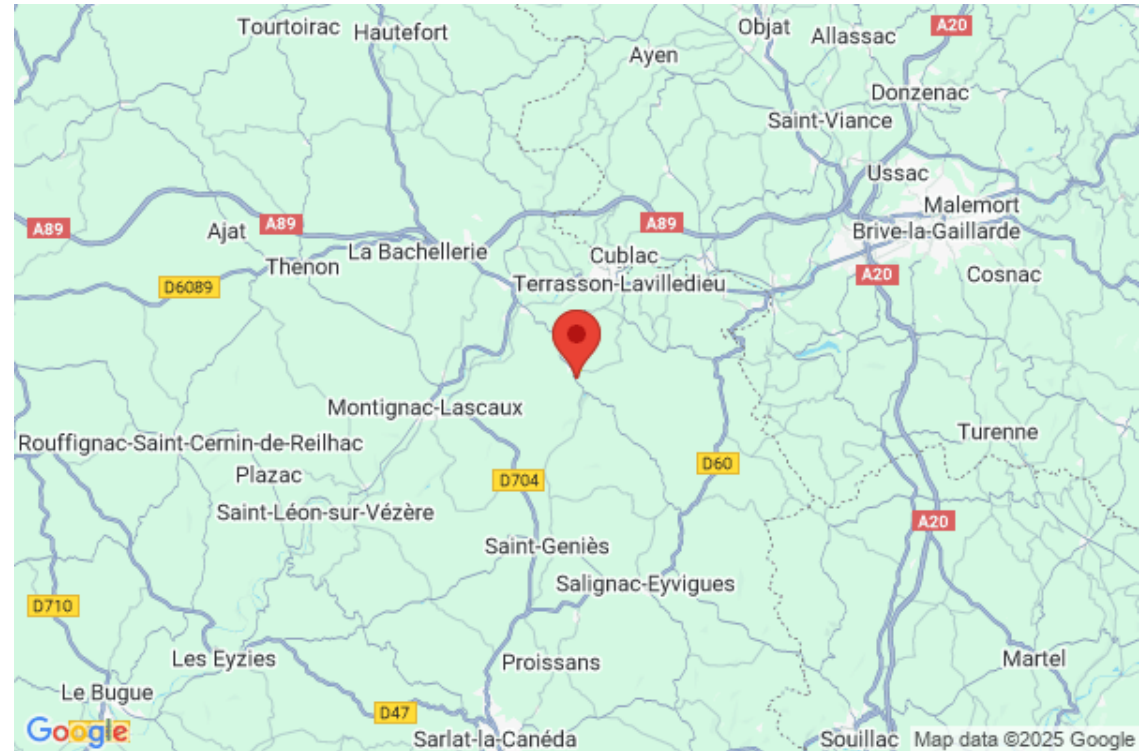 Tourtoirac
Hautefort
Objat
Allassac
A20
Ayen
Donzenac
Saint-Viance
Ussac
Malemort
A89
Ajat
A89
La Bachellerie
A89
Brive-la-Gaillarde
Thenon
Cublac
A20
Cosnac
D6089
Terrasson-Lavilledieu
Montignac-Lascaux
Turenne
Rouffignac-Saint-Cernin-de-Reilhac
D60
Plazac
D704
Saint-Léon-sur-Vézère
A20
Saint-Geniès
Salignac-Eyvigues
D710
Les Eyzies
Proissans
Martel
Le Bugue
D47
Google
Sarlat-la-Canéda
Souillac
Map data ©2025 Google